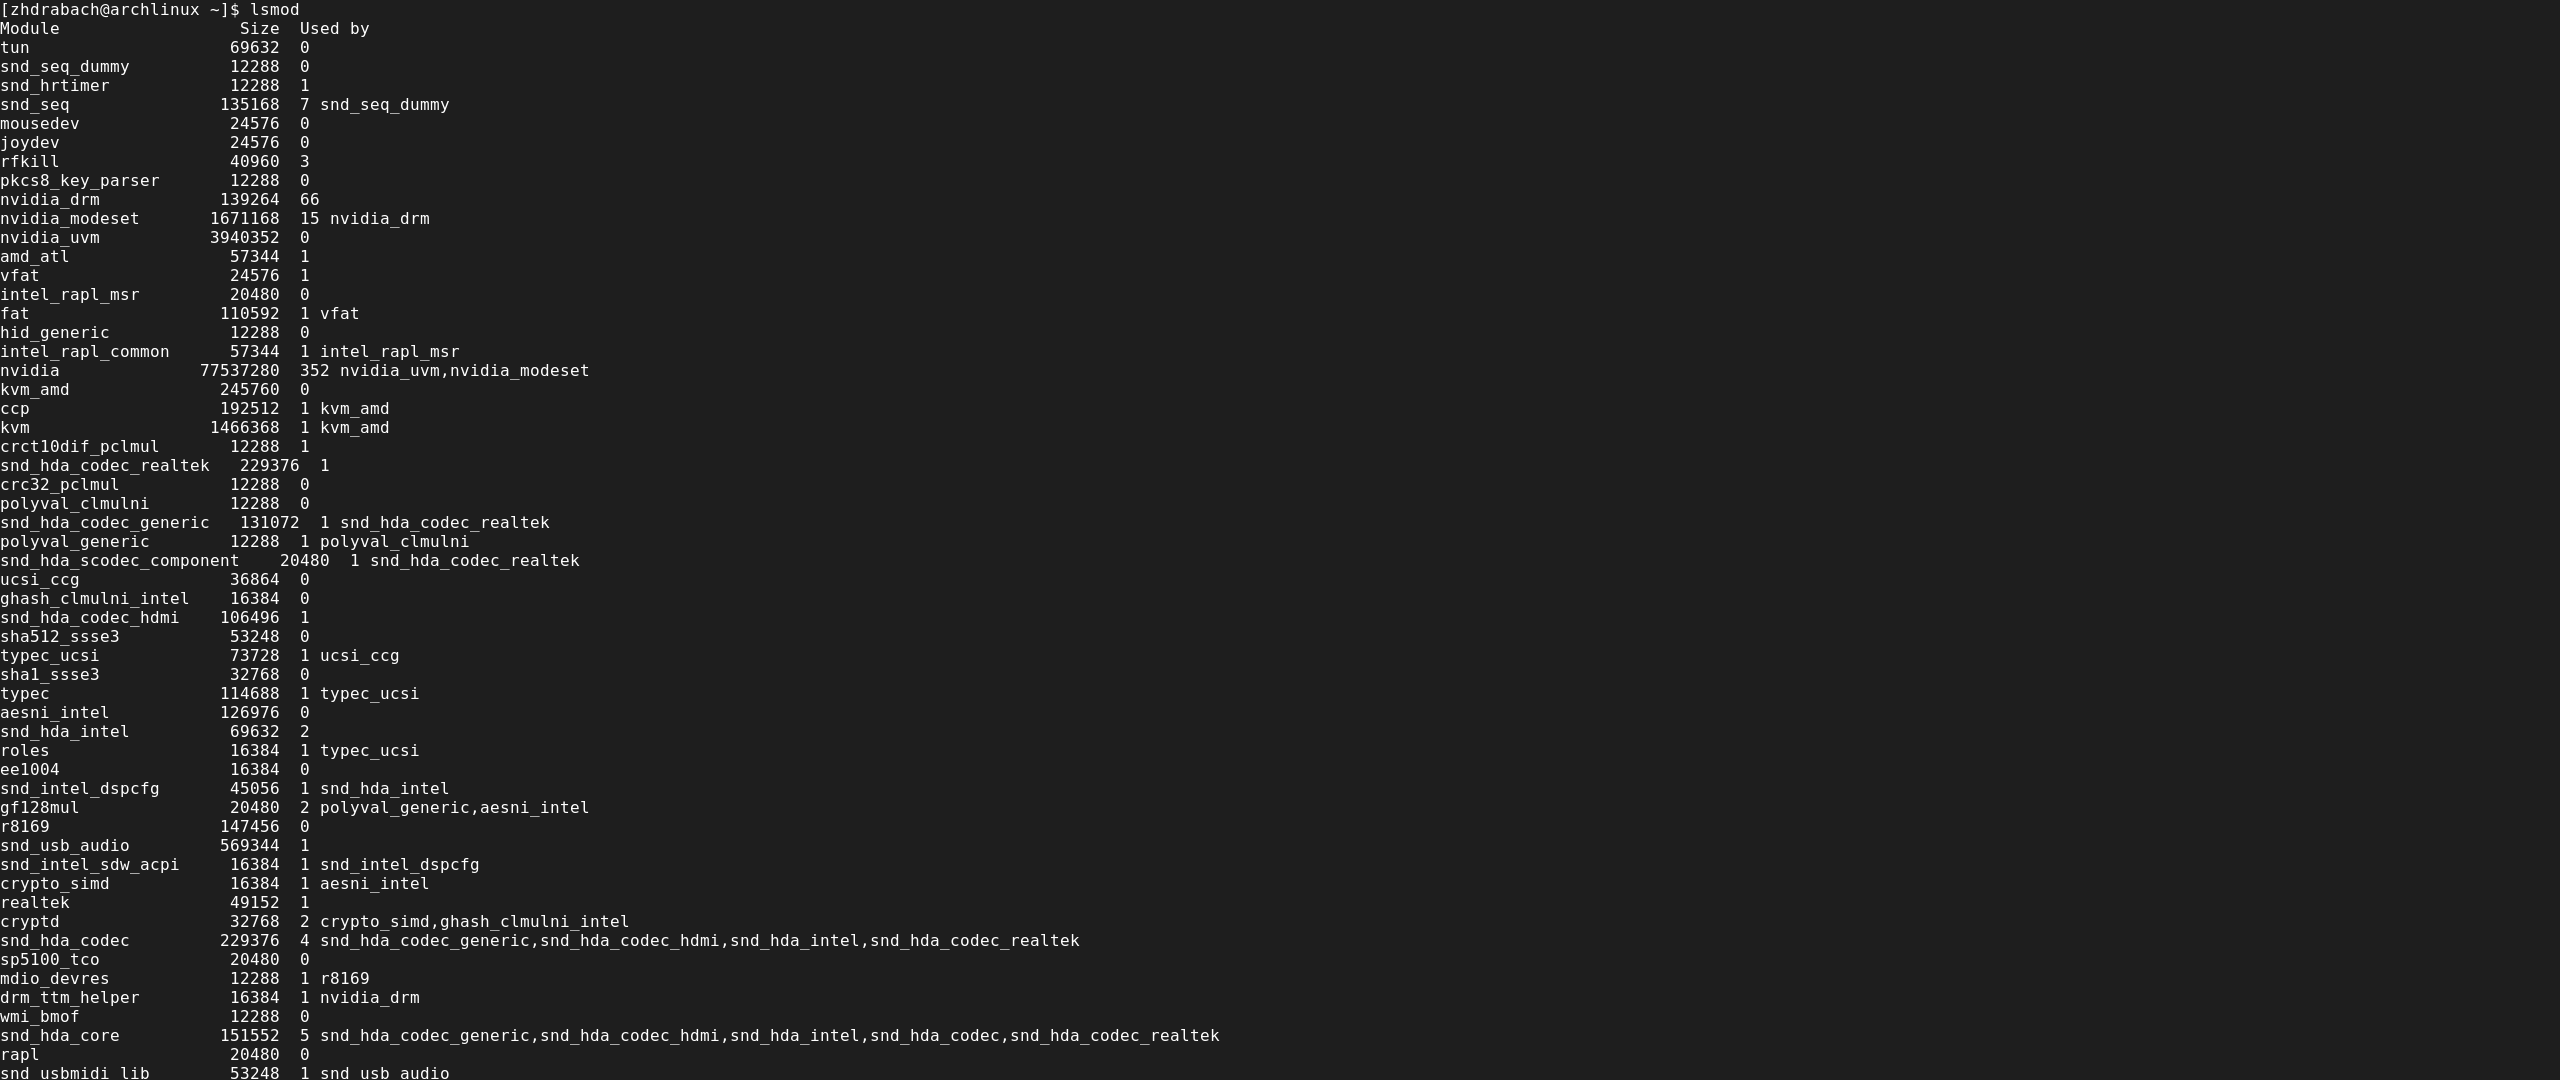 [zhdrabach@archlinux ~]$ lsmod
Module                  Size  Used by
tun                    69632  0
snd_seq_dummy          12288  0
snd_hrtimer            12288  1
snd_seq               135168  7 snd_seq_dummy
mousedev               24576  0
joydev                 24576  0
rfkill                 40960  3
pkcs8_key_parser       12288  0
nvidia_drm            139264  66
nvidia_modeset       1671168  15 nvidia_drm
nvidia_uvm           3940352  0
amd_atl                57344  1
vfat                   24576  1
intel_rapl_msr         20480  0
fat                   110592  1 vfat
hid_generic            12288  0
intel_rapl_common      57344  1 intel_rapl_msr
nvidia              77537280  352 nvidia_uvm,nvidia_modeset
kvm_amd               245760  0
ccp                   192512  1 kvm_amd
kvm                  1466368  1 kvm_amd
crct10dif_pclmul       12288  1
snd_hda_codec_realtek   229376  1
crc32_pclmul           12288  0
polyval_clmulni        12288  0
snd_hda_codec_generic   131072  1 snd_hda_codec_realtek
polyval_generic        12288  1 polyval_clmulni
snd_hda_scodec_component    20480  1 snd_hda_codec_realtek
ucsi_ccg               36864  0
ghash_clmulni_intel    16384  0
snd_hda_codec_hdmi    106496  1
sha512_ssse3           53248  0
typec_ucsi             73728  1 ucsi_ccg
sha1_ssse3             32768  0
typec                 114688  1 typec_ucsi
aesni_intel           126976  0
snd_hda_intel          69632  2
roles                  16384  1 typec_ucsi
ee1004                 16384  0
snd_intel_dspcfg       45056  1 snd_hda_intel
gf128mul               20480  2 polyval_generic,aesni_intel
r8169                 147456  0
snd_usb_audio         569344  1
snd_intel_sdw_acpi     16384  1 snd_intel_dspcfg
crypto_simd            16384  1 aesni_intel
realtek                49152  1
cryptd                 32768  2 crypto_simd,ghash_clmulni_intel
snd_hda_codec         229376  4 snd_hda_codec_generic,snd_hda_codec_hdmi,snd_hda_intel,snd_hda_codec_realtek
sp5100_tco             20480  0
mdio_devres            12288  1 r8169
drm_ttm_helper         16384  1 nvidia_drm
wmi_bmof               12288  0
snd_hda_core          151552  5 snd_hda_codec_generic,snd_hda_codec_hdmi,snd_hda_intel,snd_hda_codec,snd_hda_codec_realtek
rapl                   20480  0
snd_usbmidi_lib        53248  1 snd_usb_audio